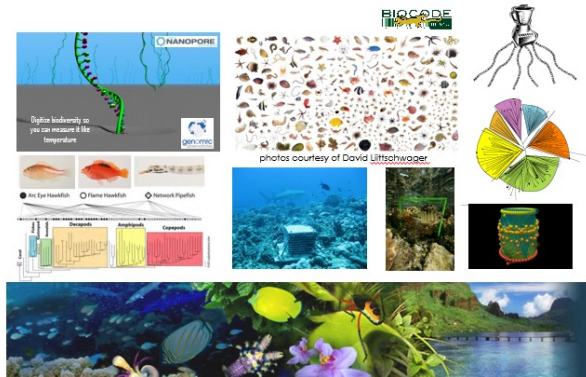 BIOCODE
NANOPORE
Digitize biodiversity so
you can measure it like
temperature
genomic
photos courtesy of David Liittschwager
Arc Eye Hawkfish
Flame Hawkfish
Network Pipefish
Decapods
Amphipods
Copepods
Coral